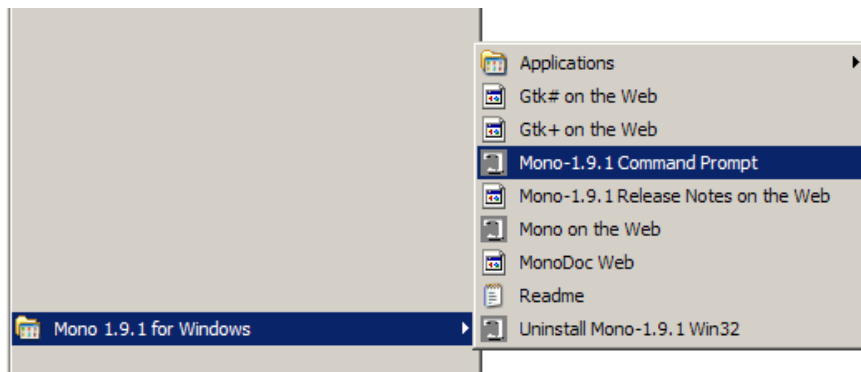 Applications
Gtk# on the Web
Gtk+ on the Web
Mono-1.9.1 Command Prompt
Mono-1.9.1 Release Notes on the Web
Mono on the Web
MonoDoc Web
Readme
Mono 1.9.1 for Windows
Uninstall Mono-1.9.1 Win32